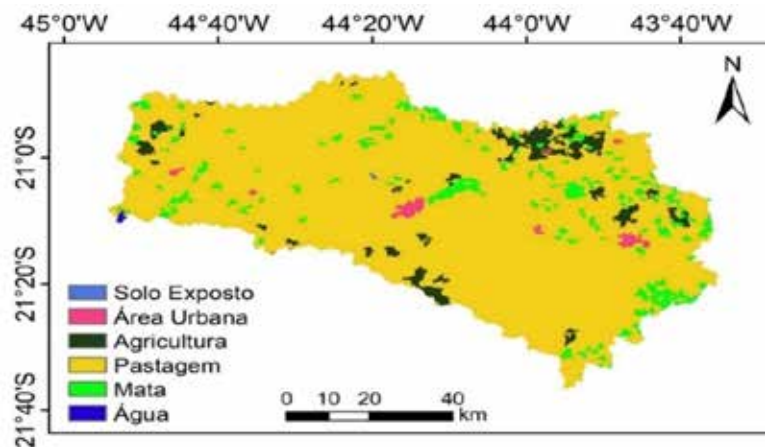 45°0'W 44°40'W 44°20'W 44°0'W 43°40'W
N
21°0'S
21°20'S
21°40'S
Solo Exposto
Área Urbana
Agricultura
Pastagem
Mata
Água
0 10 20 40
km